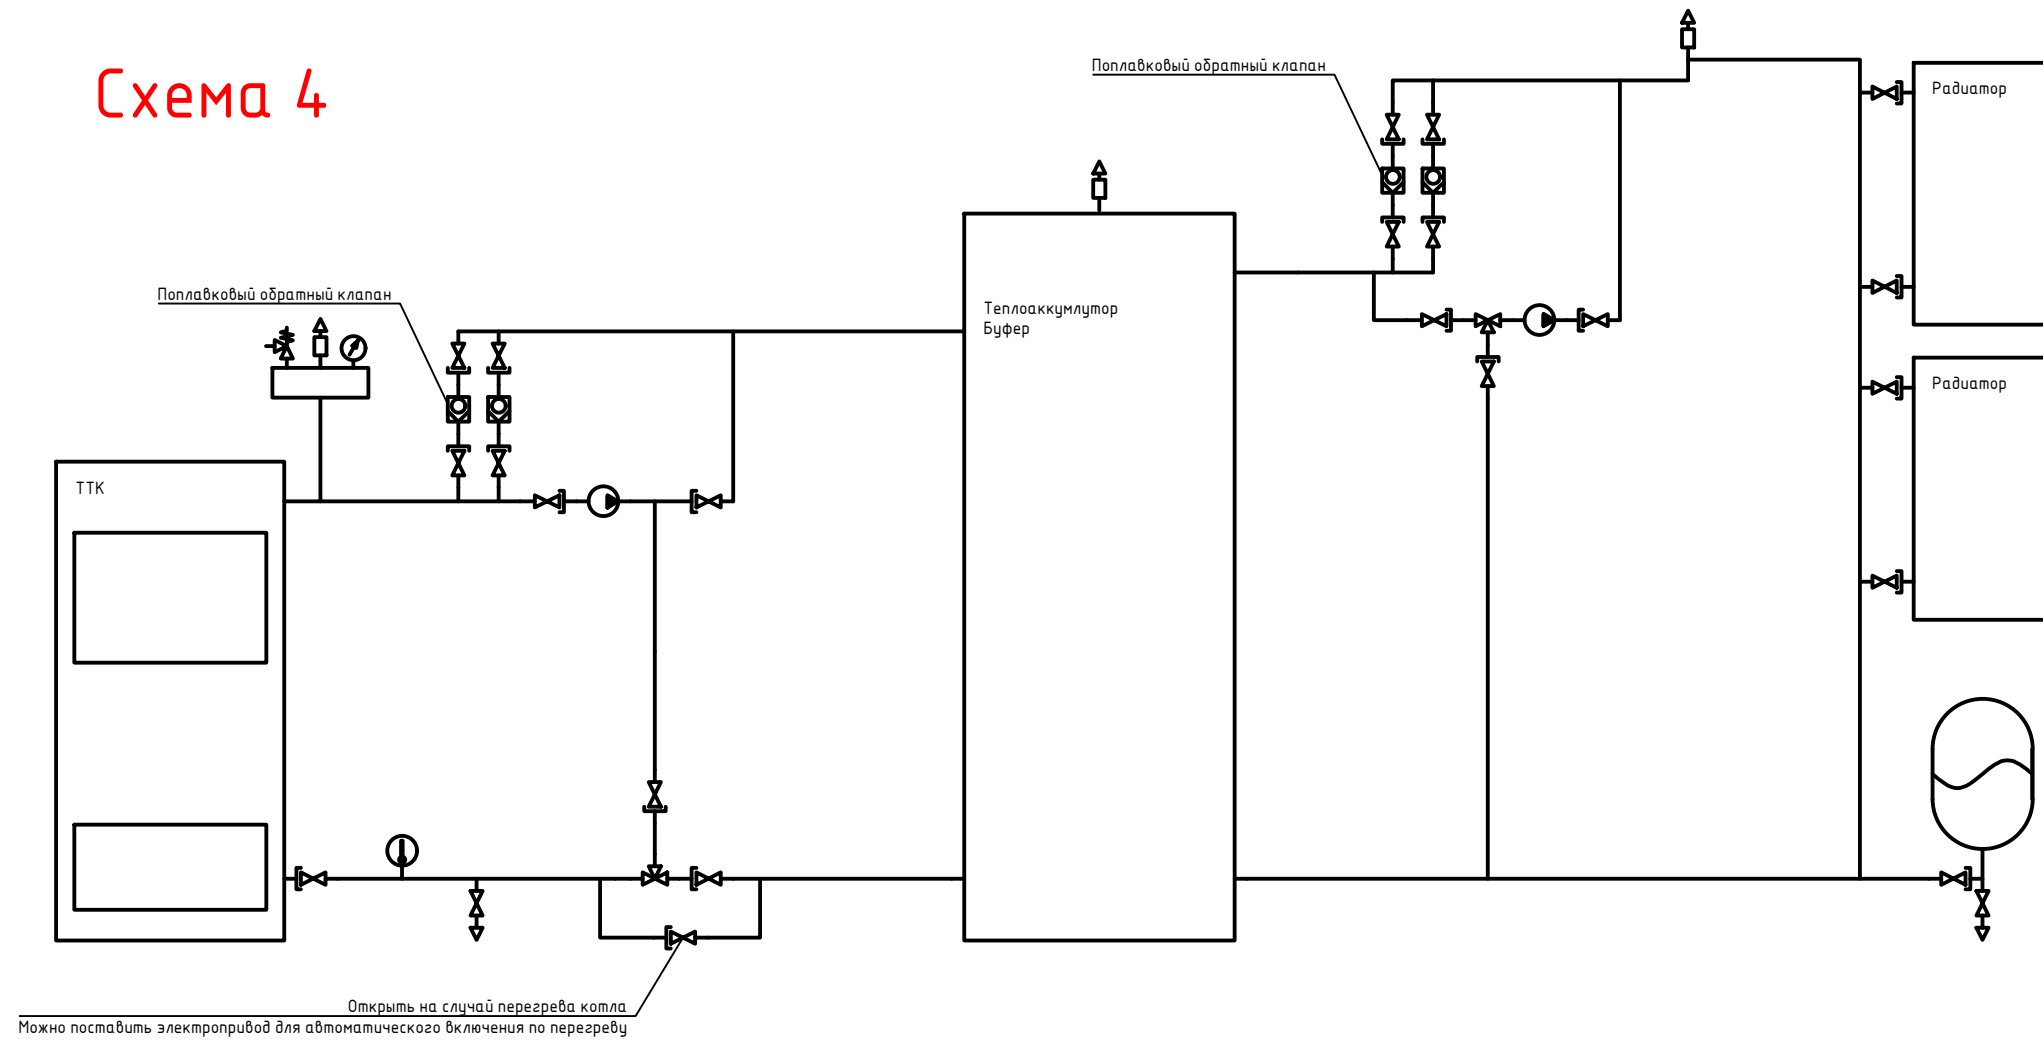 Схема 4
Поплавковый обратный клапан
Радиатор
Поплавковый обратный клапан
Теплоаккумлутор
Буфер
Радиатор
ТТК
Открыть на случай перегрева котла
Можно поставить электропривод для автоматического включения по перегреву